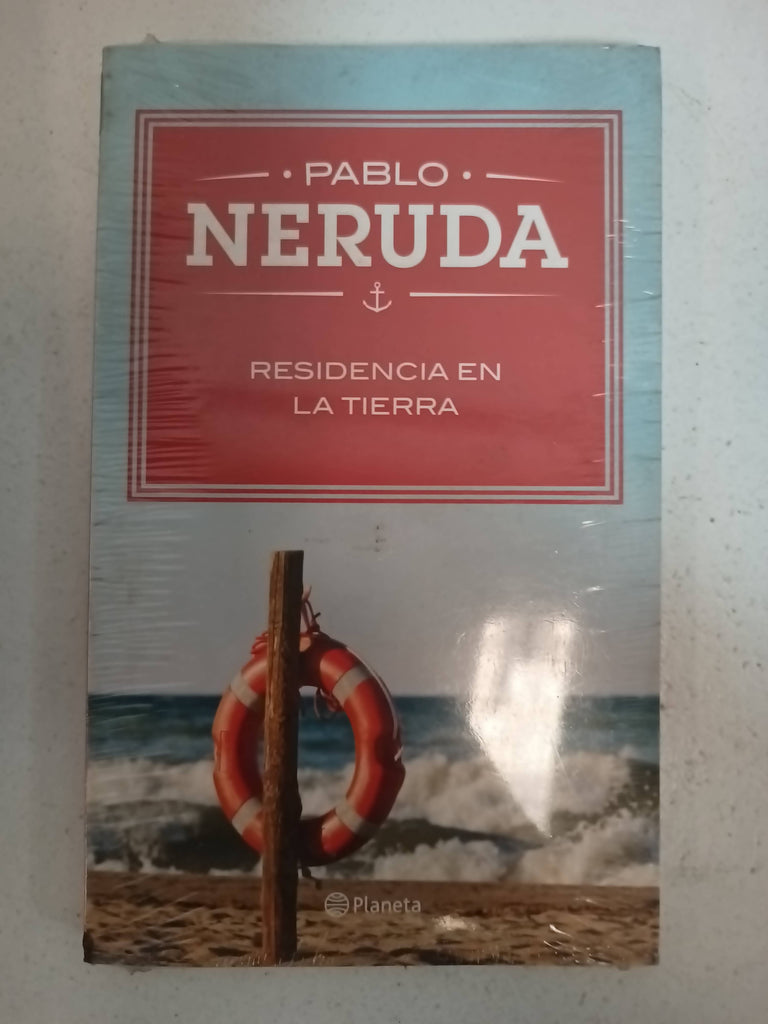 • PABLO •
NERUDA
RESIDENCIA EN
LA TIERRA
Planeta